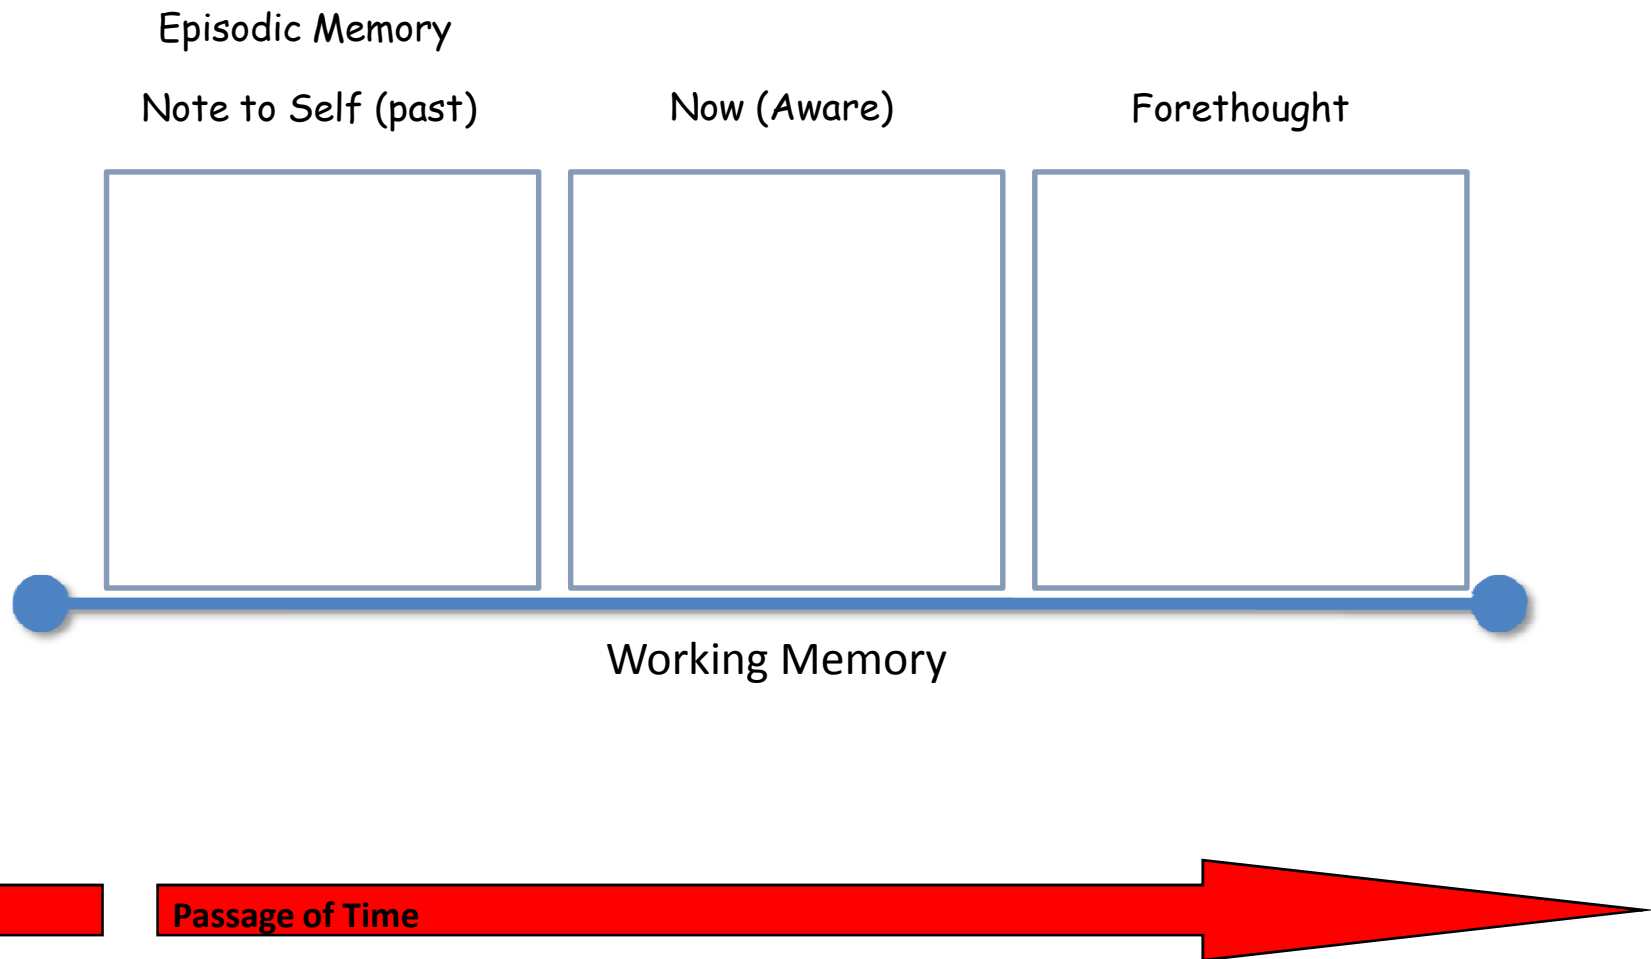 Episodic Memory
Note to Self (past)
Now (Aware)
Forethought
Working Memory
Passage of Time